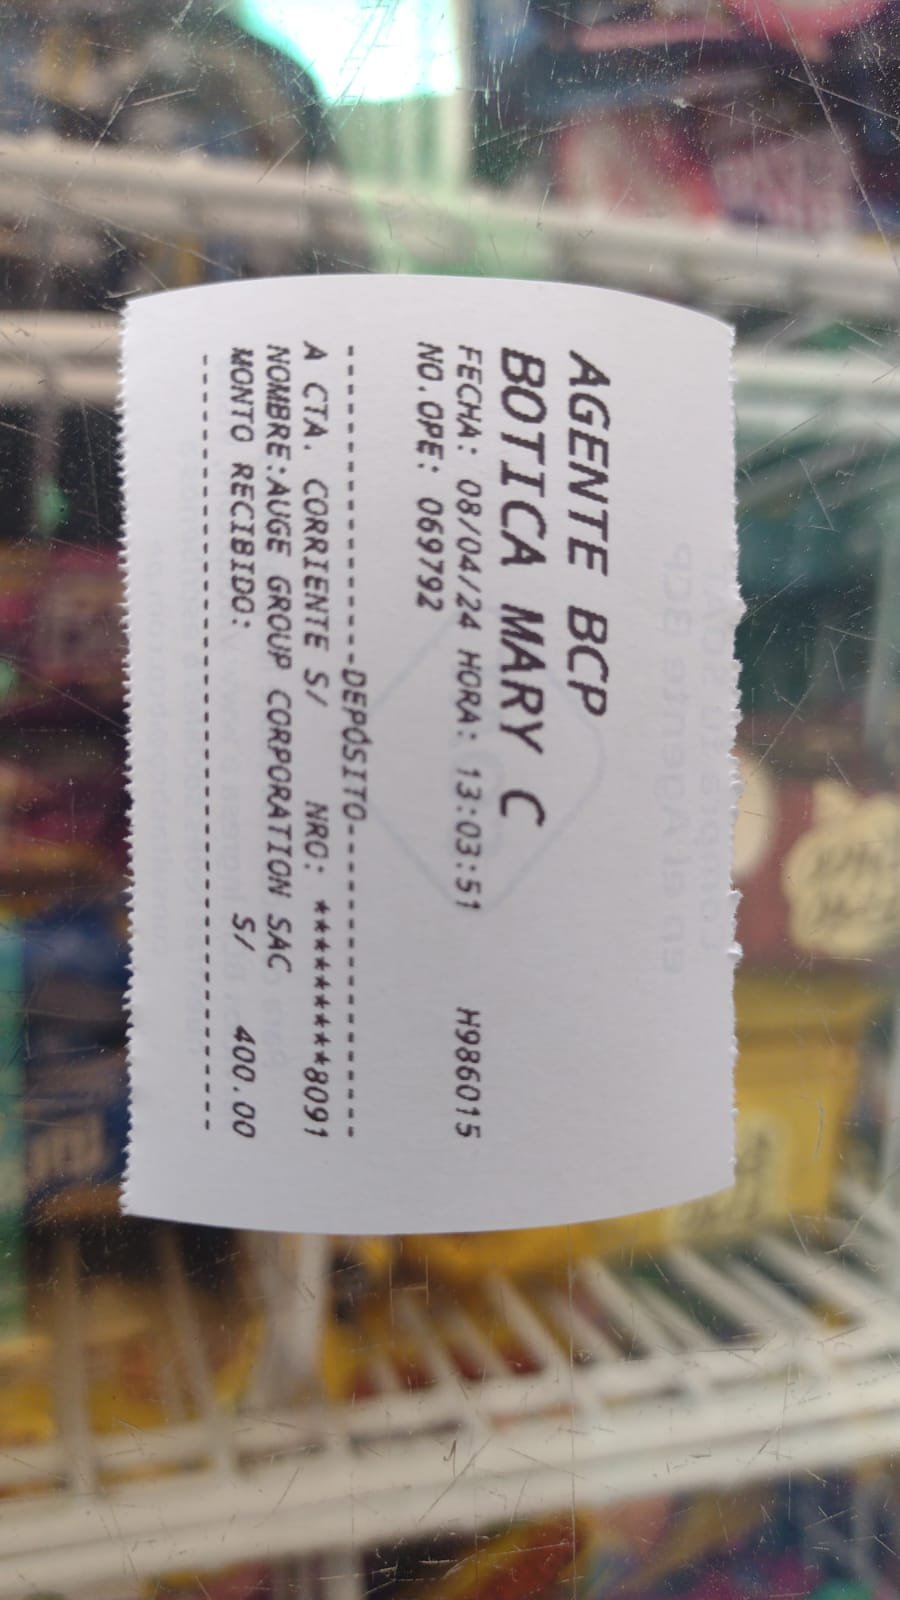 AGENTE BCP
BOTICA MARY C
FECHA: 08/04/24 HORA: 13:03:51 H986015
NO.OPE: 069792
----------------DEPÓSITO----------------
A CTA. CORRIENTE S/ NRO: *********8091
NOMBRE:AUGE GROUP CORPORATION SAC
MONTO RECIBIDO: S/ 400.00
----------------------------------------